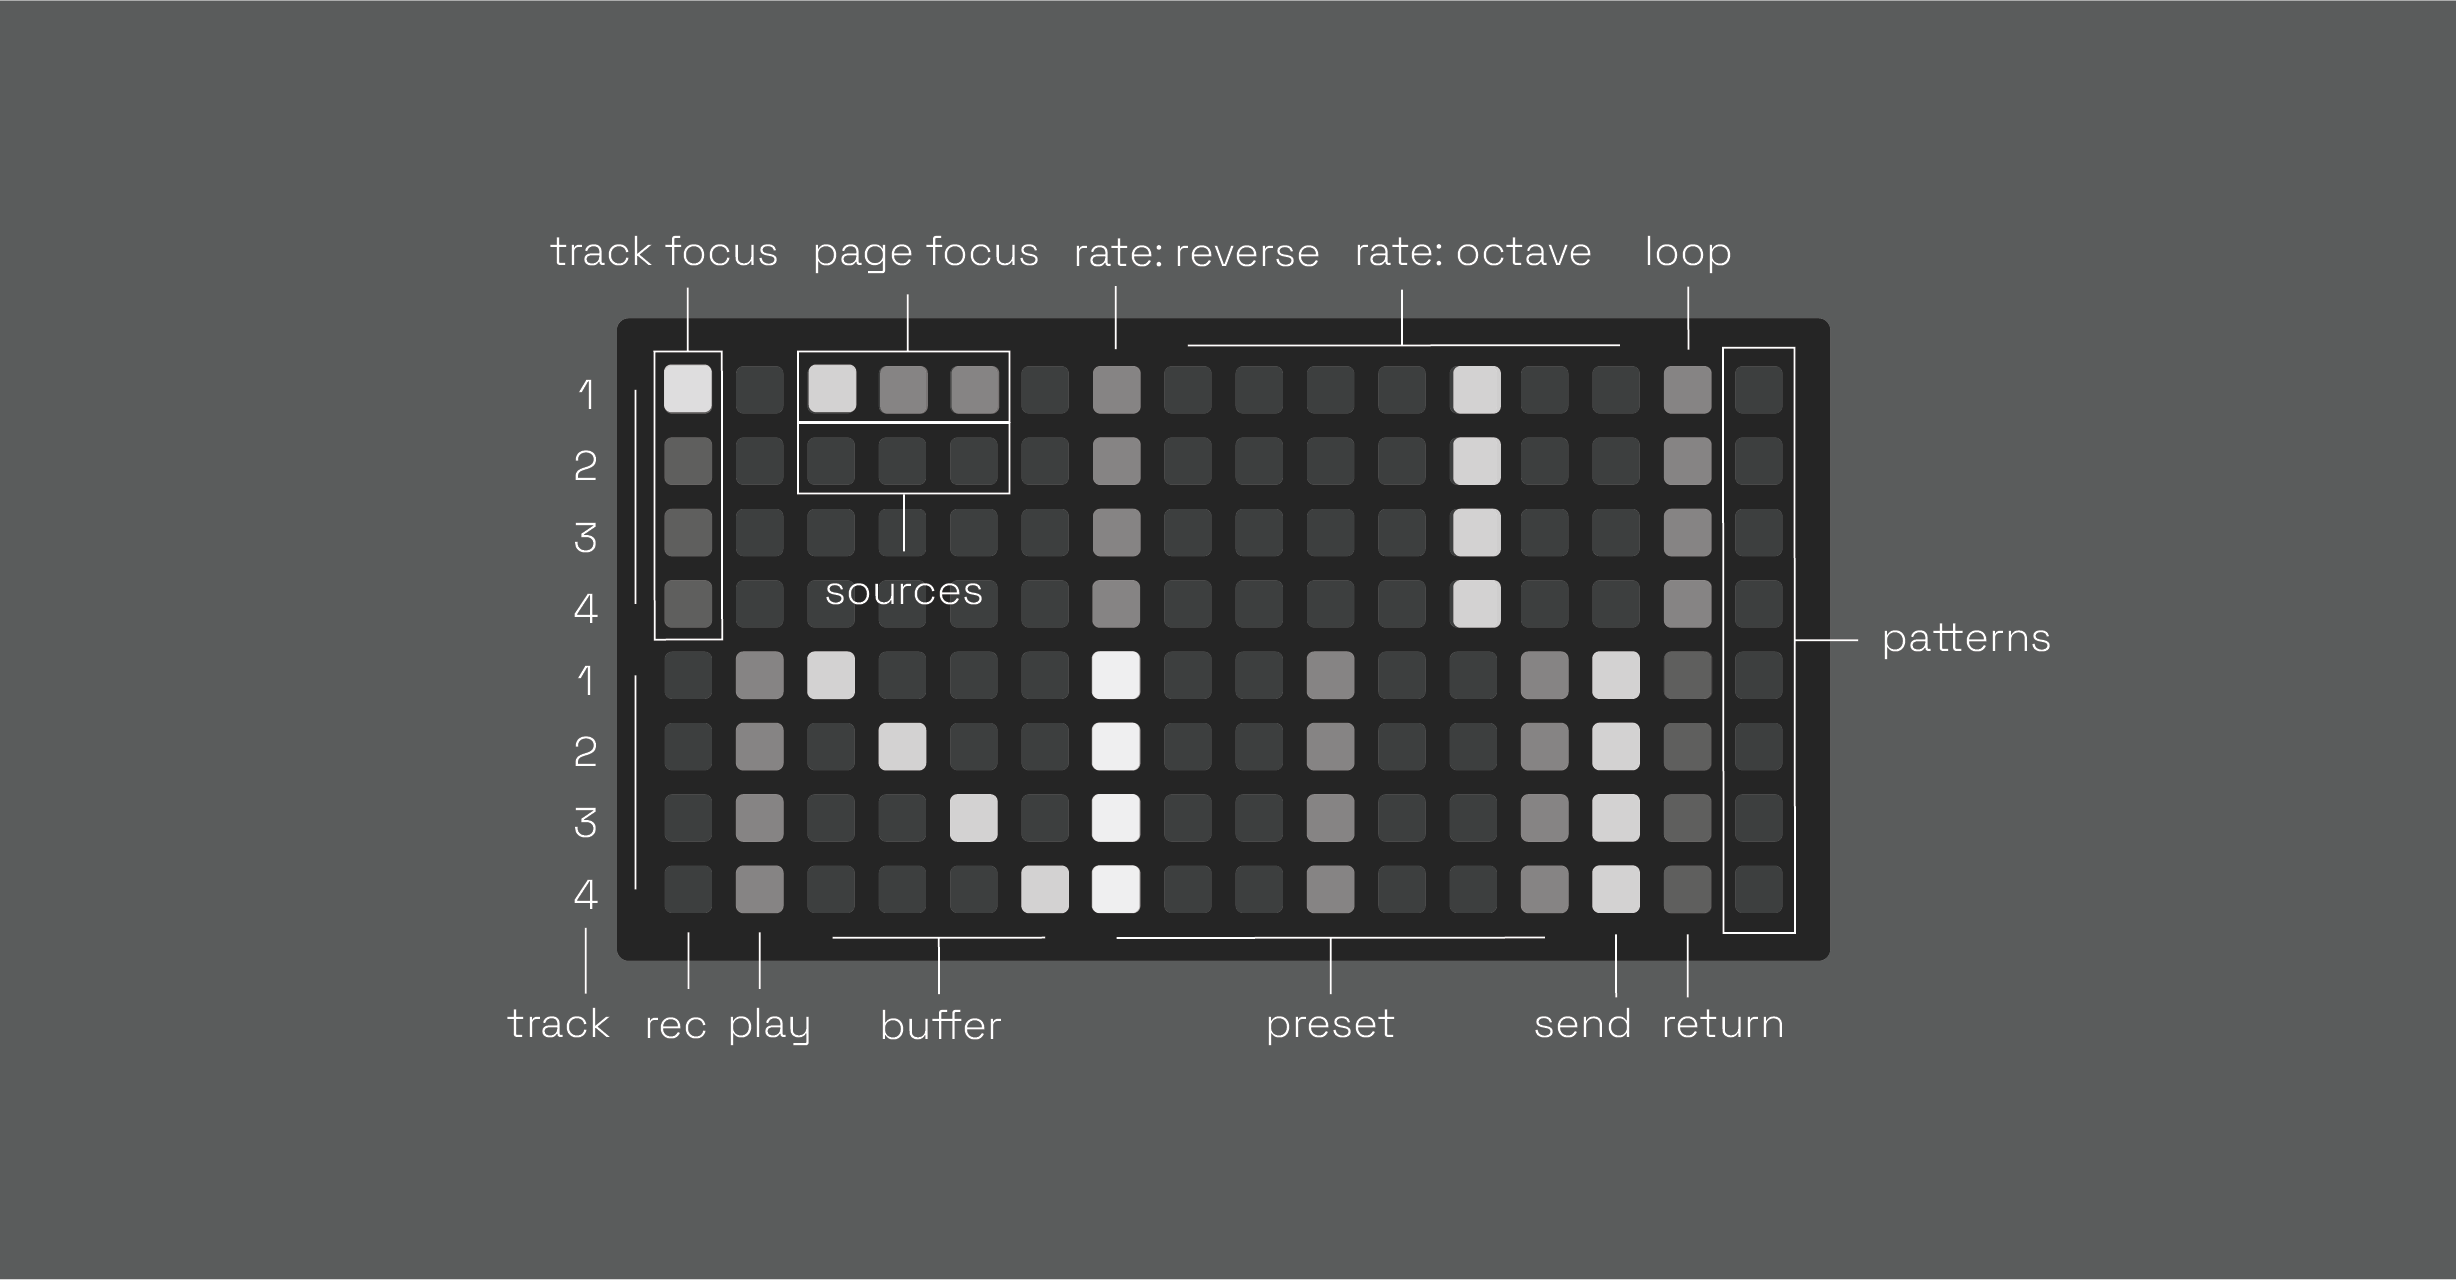 track focus
page focus
rate: reverse
rate: octave
loop
1
2
3
4
sources
1
2
3
4
patterns
track
rec
play
buffer
preset
send
return